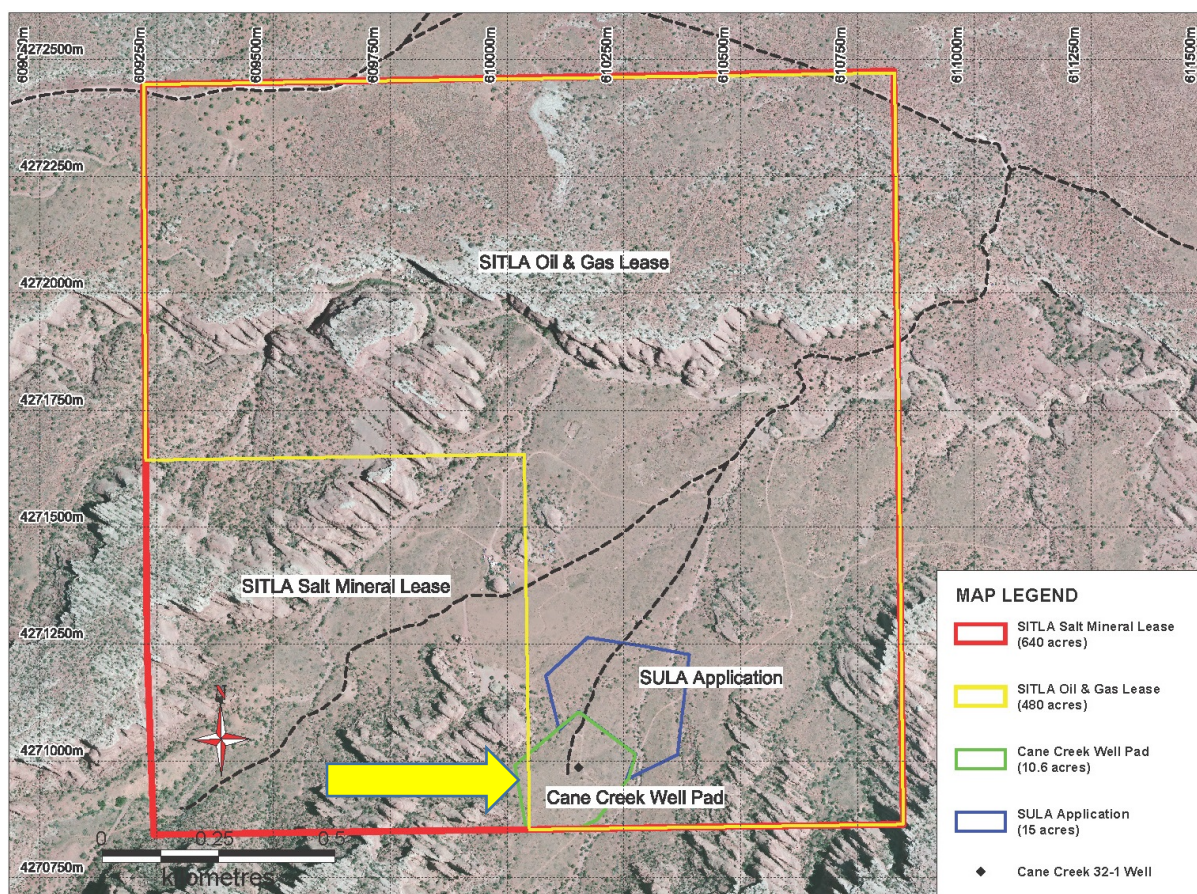 609000m
609250m
609500m
609750m
610000m
610250m
610500m
610750m
611000m
611250m
611500m
4272500m
4272250m
4272000m
4271750m
4271500m
4271250m
4271000m
4270750m
SITLA Oil & Gas Lease
SITLA Salt Mineral Lease
SULA Application
Cane Creek Well Pad
N
0 0.25 0.5
kilometres
MAP LEGEND
SITLA Salt Mineral Lease
(640 acres)
SITLA Oil & Gas Lease
(480 acres)
Cane Creek Well Pad
(10.6 acres)
SULA Application
(15 acres)
Cane Creek 32-1 Well